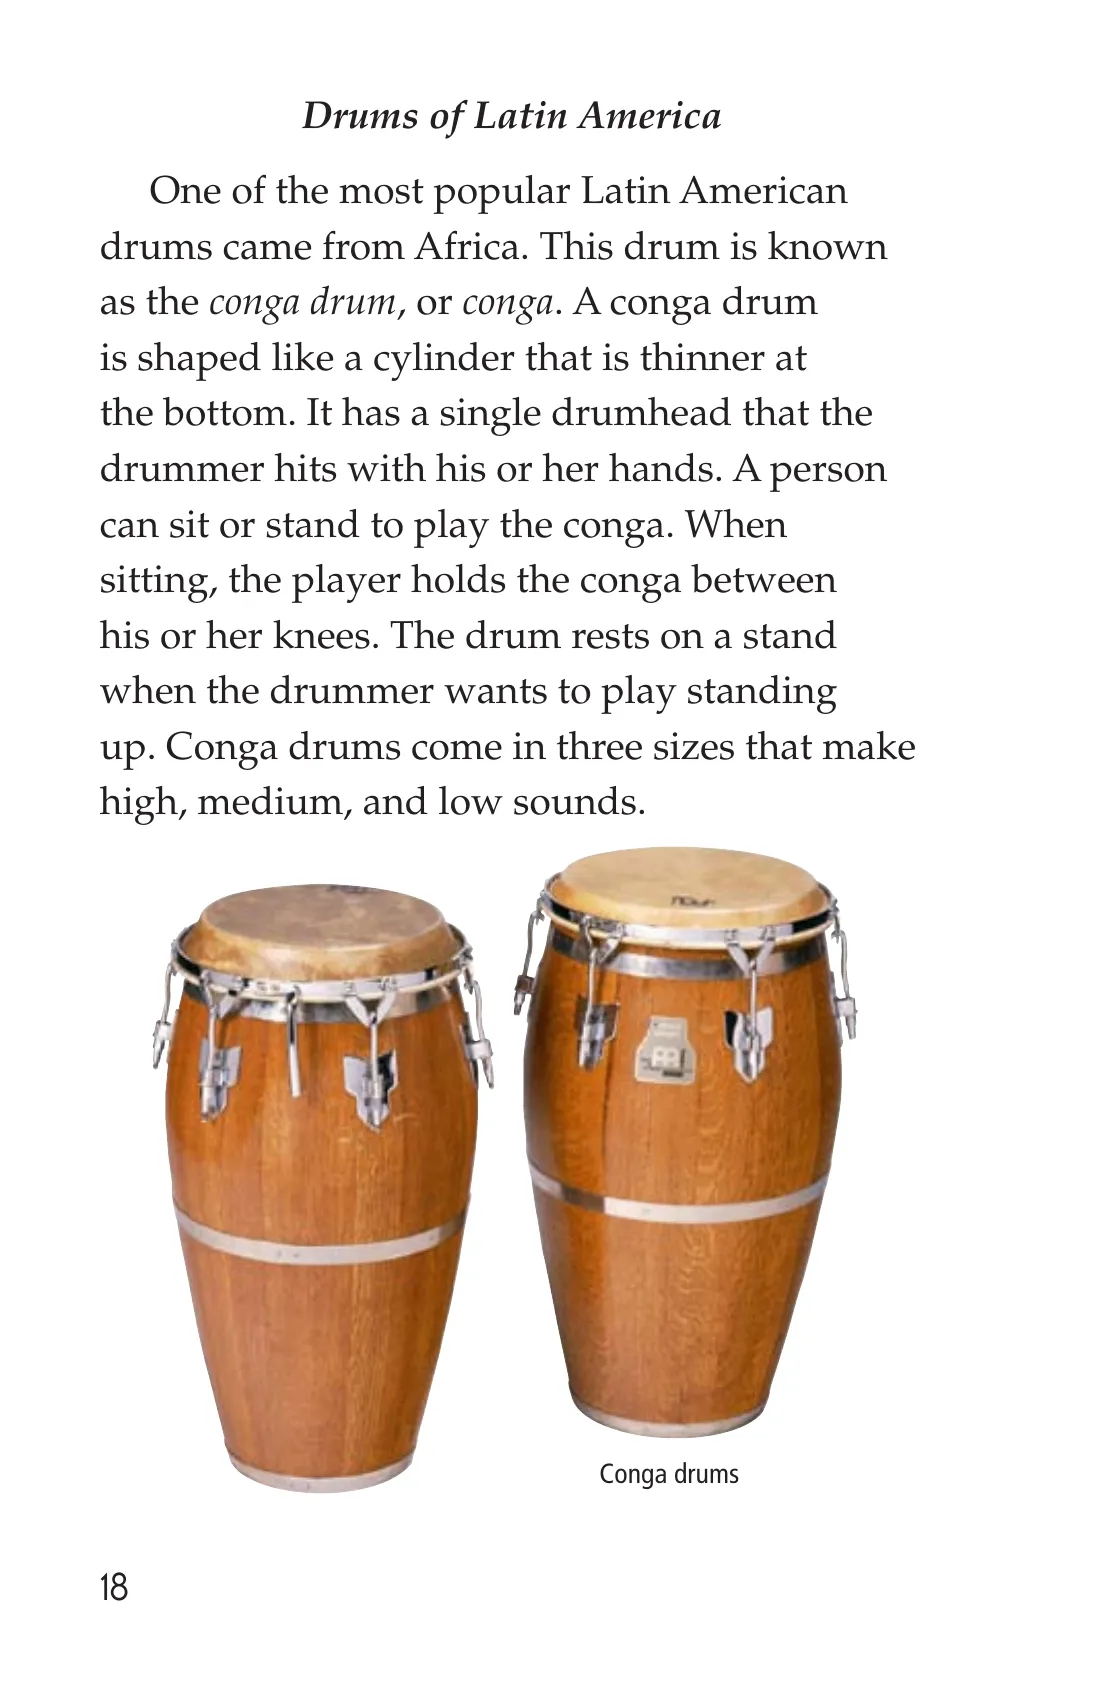 Drums of Latin America
One of the most popular Latin American
drums came from Africa. This drum is known
as the conga drum, or conga. A conga drum
is shaped like a cylinder that is thinner at
the bottom. It has a single drumhead that the
drummer hits with his or her hands. A person
can sit or stand to play the conga. When
sitting, the player holds the conga between
his or her knees. The drum rests on a stand
when the drummer wants to play standing
up. Conga drums come in three sizes that make
high, medium, and low sounds.
Conga drums
18